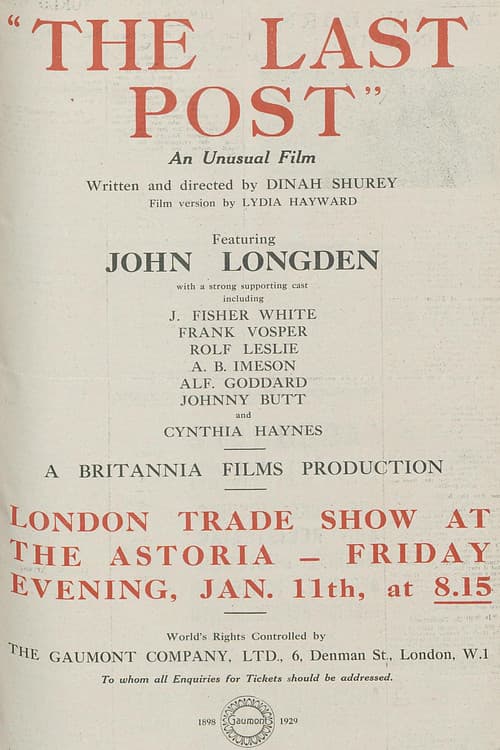 "THE LAST
POST"
An Unusual Film
Written and directed by DINAH SHUREY
Film version by LYDIA HAYWARD
Featuring
JOHN LONGDEN
with a strong supporting cast
including
J. FISHER WHITE
FRANK VOSPER
ROLF LESLIE
A. B. IMESON
ALF. GODDARD
JOHNNY BUTT
and
CYNTHIA HAYNES
A BRITANNIA FILMS PRODUCTION
LONDON TRADE SHOW AT
THE ASTORIA – FRIDAY
EVENING, JAN. 11th, at 8.15
World's Rights Controlled by
THE GAUMONT COMPANY, LTD., 6, Denman St., London, W.1
To whom all Enquiries for Tickets should be addressed.
1898 Gaumont 1929